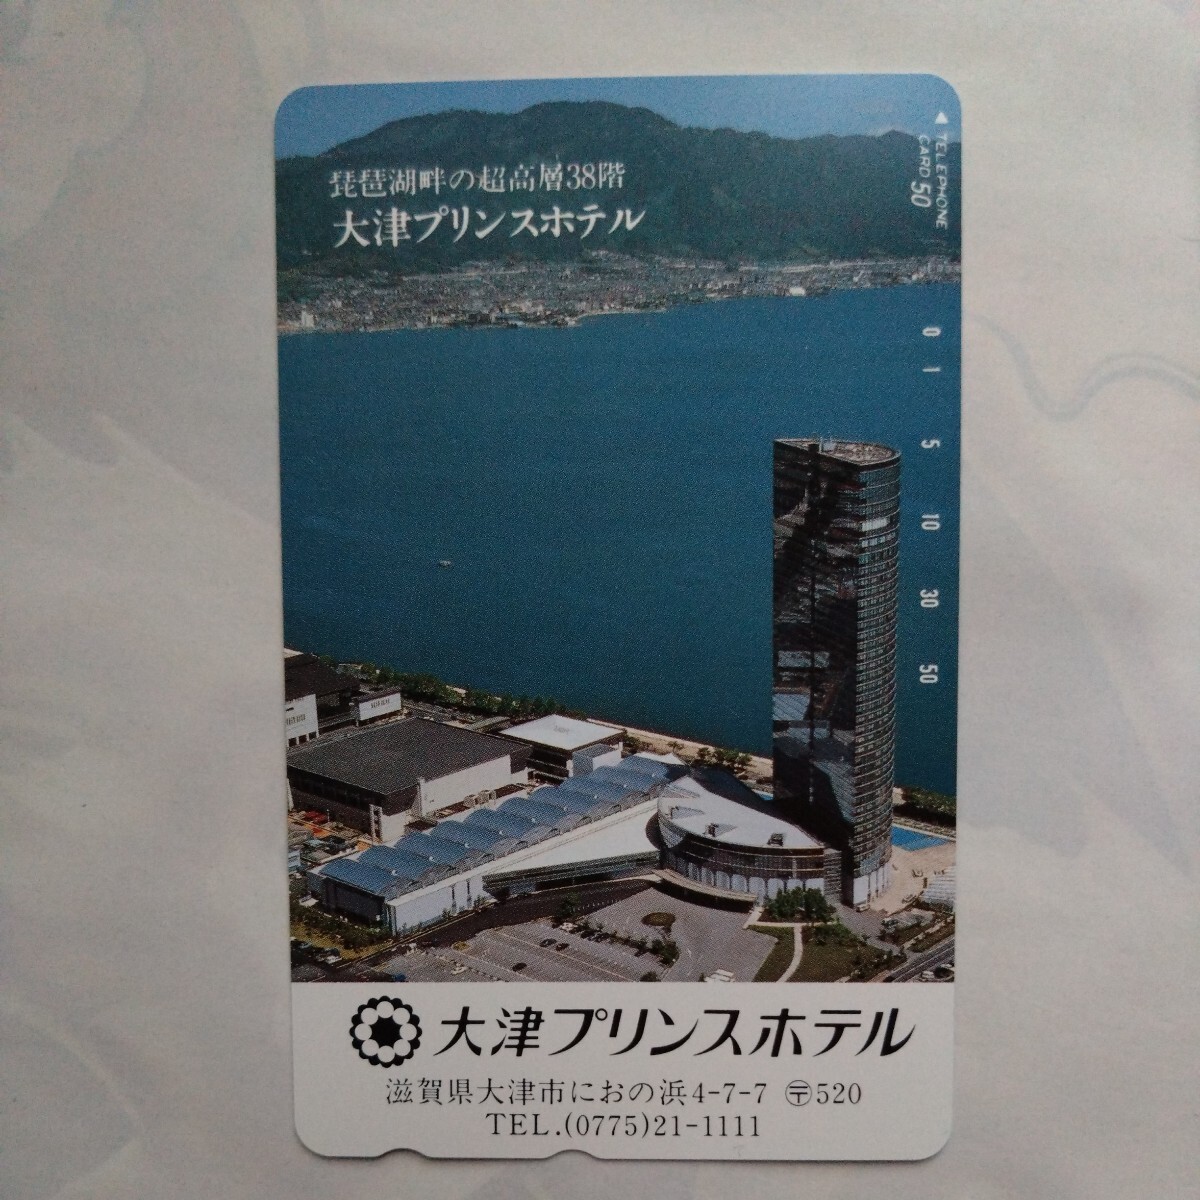 琵琶湖畔の超高層38階
大津プリンスホテル
◀ TELEPHONE
CARD 50
0
1
5
10
30
50
大津プリンスホテル
滋賀県大津市におの浜4-7-7 〶520
TEL.(0775)21-1111